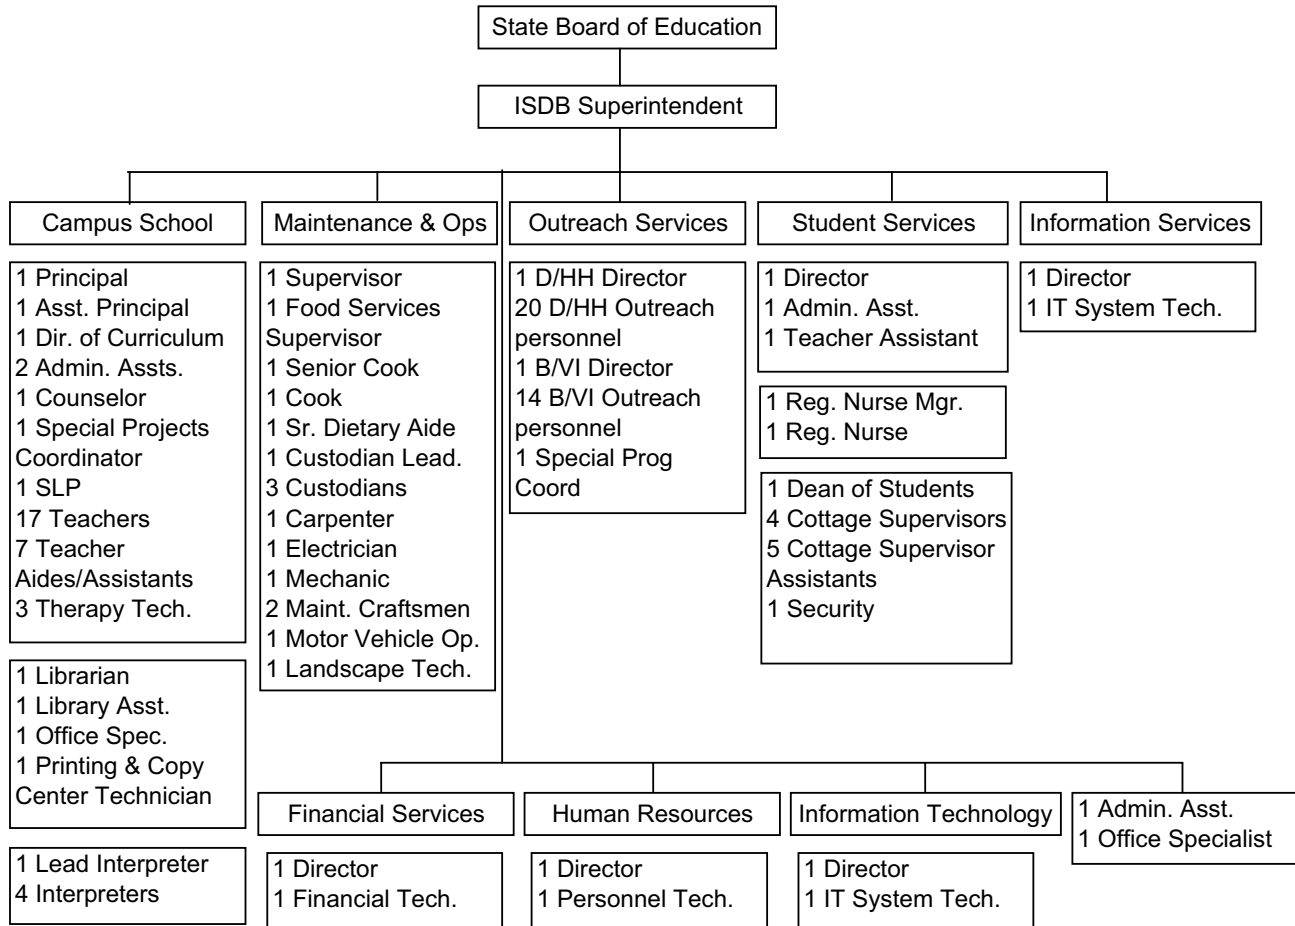 State Board of Education
ISDB Superintendent
Campus School
Maintenance & Ops
Outreach Services
Student Services
Information Services
1 Principal
1 Asst. Principal
1 Dir. of Curriculum
2 Admin. Assts.
1 Counselor
1 Special Projects
Coordinator
1 SLP
17 Teachers
7 Teacher
Aides/Assistants
3 Therapy Tech.
1 Librarian
1 Library Asst.
1 Office Spec.
1 Printing & Copy
Center Technician
1 Lead Interpreter
4 Interpreters
1 Supervisor
1 Food Services
Supervisor
1 Senior Cook
1 Cook
1 Sr. Dietary Aide
1 Custodian Lead.
3 Custodians
1 Carpenter
1 Electrician
1 Mechanic
2 Maint. Craftsmen
1 Motor Vehicle Op.
1 Landscape Tech.
1 D/HH Director
20 D/HH Outreach
personnel
1 B/VI Director
14 B/VI Outreach
personnel
1 Special Prog
Coord
1 Director
1 Admin. Asst.
1 Teacher Assistant
1 Reg. Nurse Mgr.
1 Reg. Nurse
1 Dean of Students
4 Cottage Supervisors
5 Cottage Supervisor
Assistants
1 Security
1 Director
1 IT System Tech.
Financial Services
Human Resources
Information Technology
1 Admin. Asst.
1 Office Specialist
1 Director
1 Financial Tech.
1 Director
1 Personnel Tech.
1 Director
1 IT System Tech.